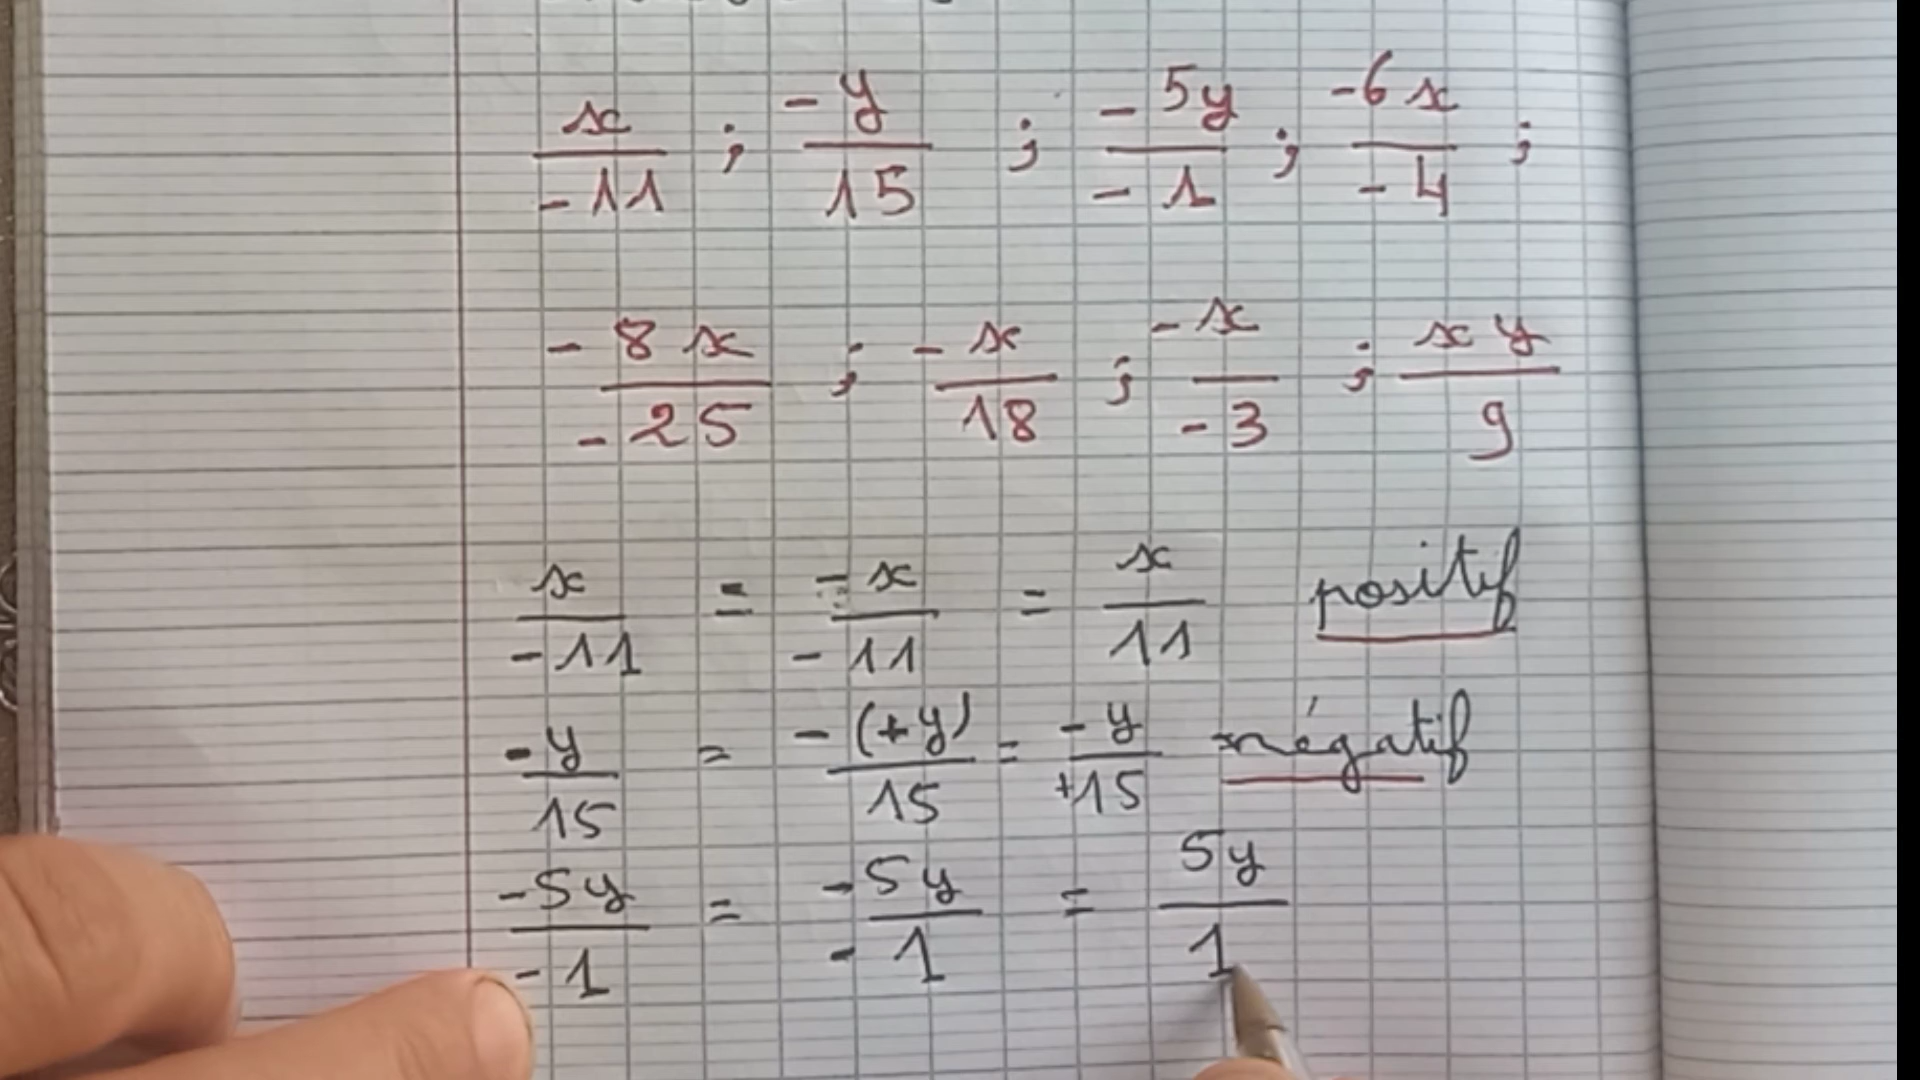 x/-11 ; -y/15 ; -5y/-1 ; -6x/-4 ;
-8x/-25 ; -x/18 ; -x/-3 ; xy/9
x/-11 = -x/-11 = x/11 positif
-y/15 = -(+y)/15 = -y/+15 négatif
-5y/-1 = -5y/-1 = 5y/1